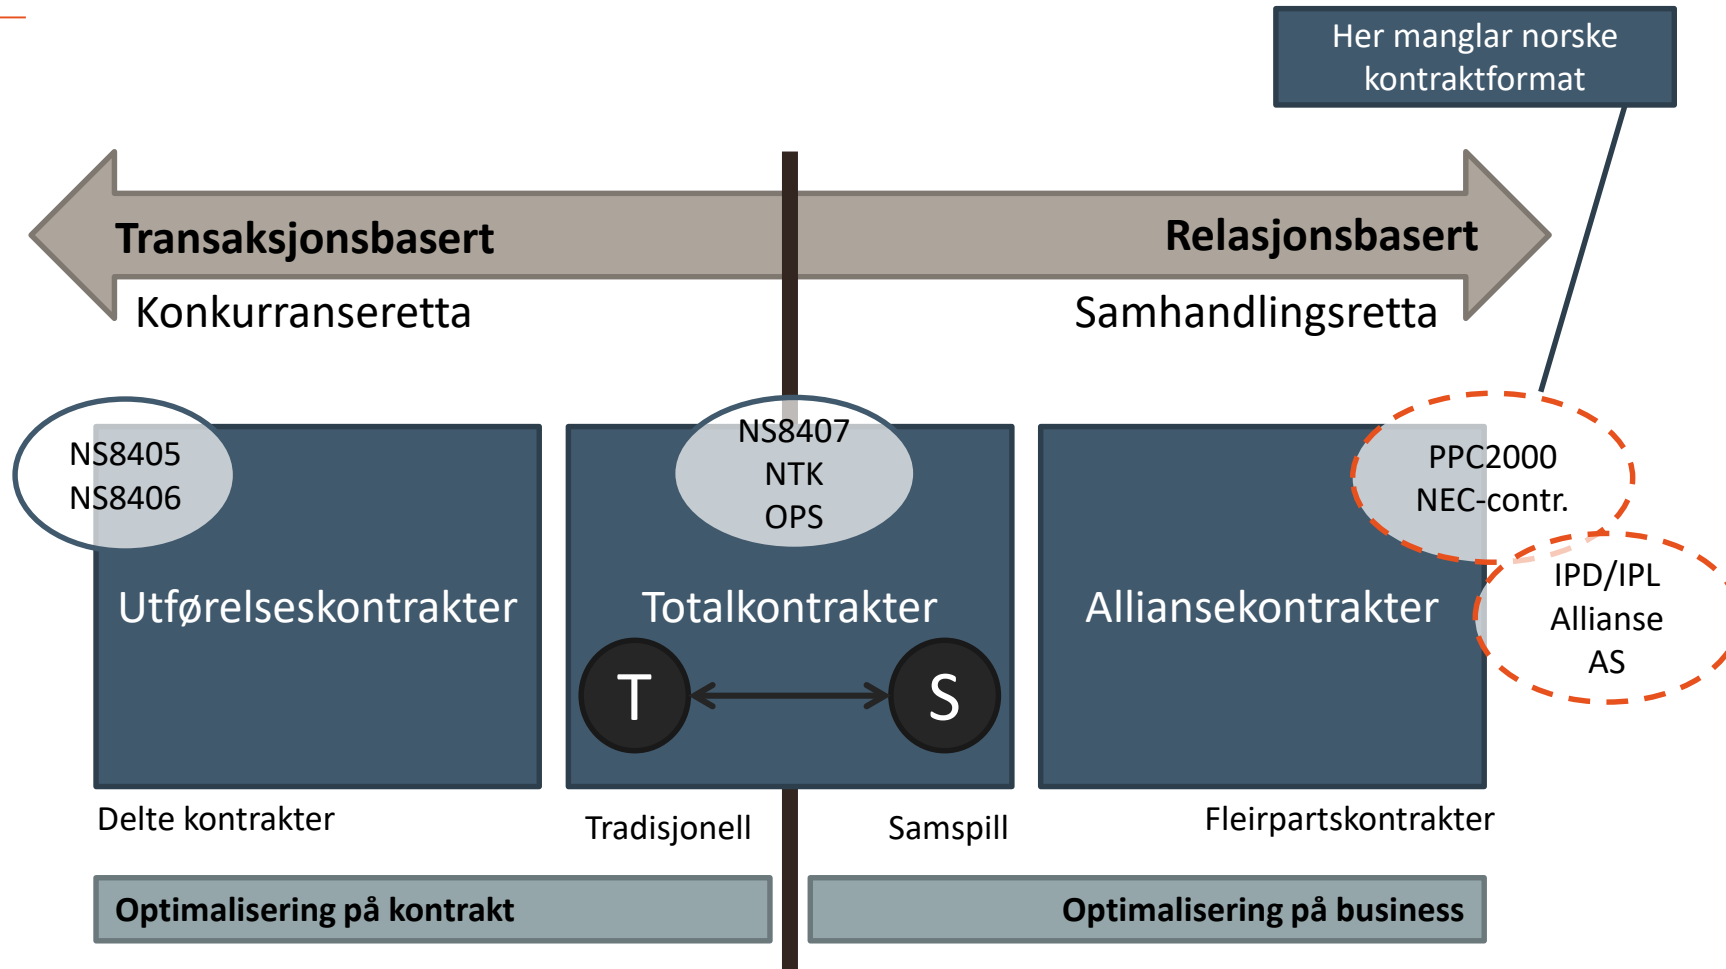 Her manglar norske
kontraktformat
Transaksjonsbasert
Relasjonsbasert
Konkurranseretta
Samhandlingsretta
NS8405
NS8406
NS8407
NTK
OPS
PPC2000
NEC-contr.
IPD/IPL
Allianse
AS
Utførelseskontrakter
Totalkontrakter
Alliansekontrakter
T
S
Delte kontrakter
Tradisjonell
Samspill
Fleirpartskontrakter
Optimalisering på kontrakt
Optimalisering på business